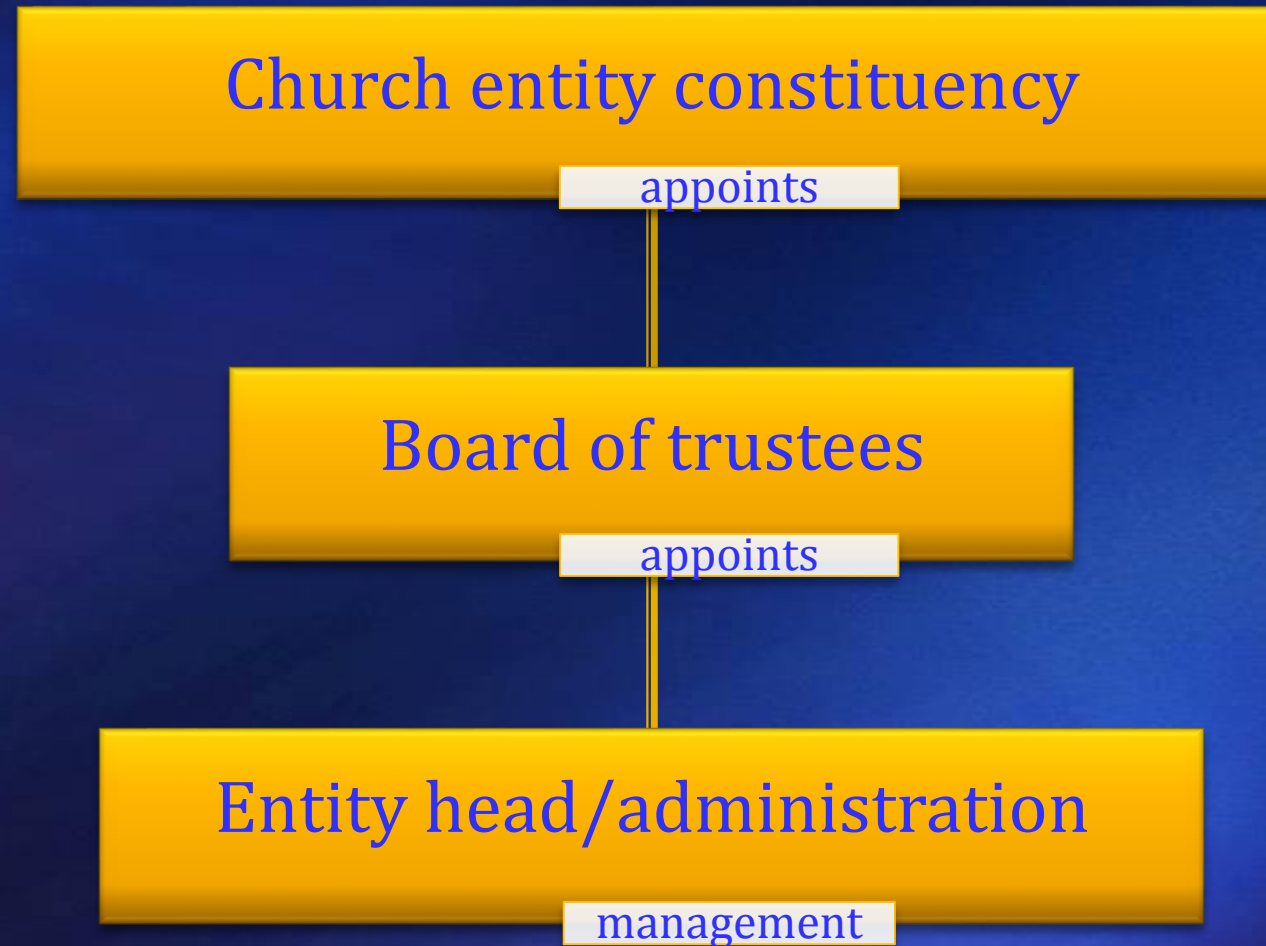 Church entity constituency
appoints
Board of trustees
appoints
Entity head/administration
management